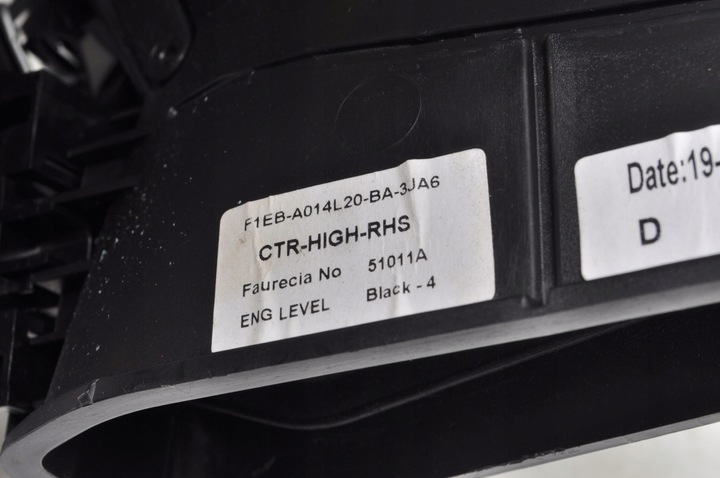 F1EB-A014L20-BA-3JA6
CTR-HIGH-RHS
Faurecia No 51011A
ENG LEVEL Black - 4
Date:19-
D